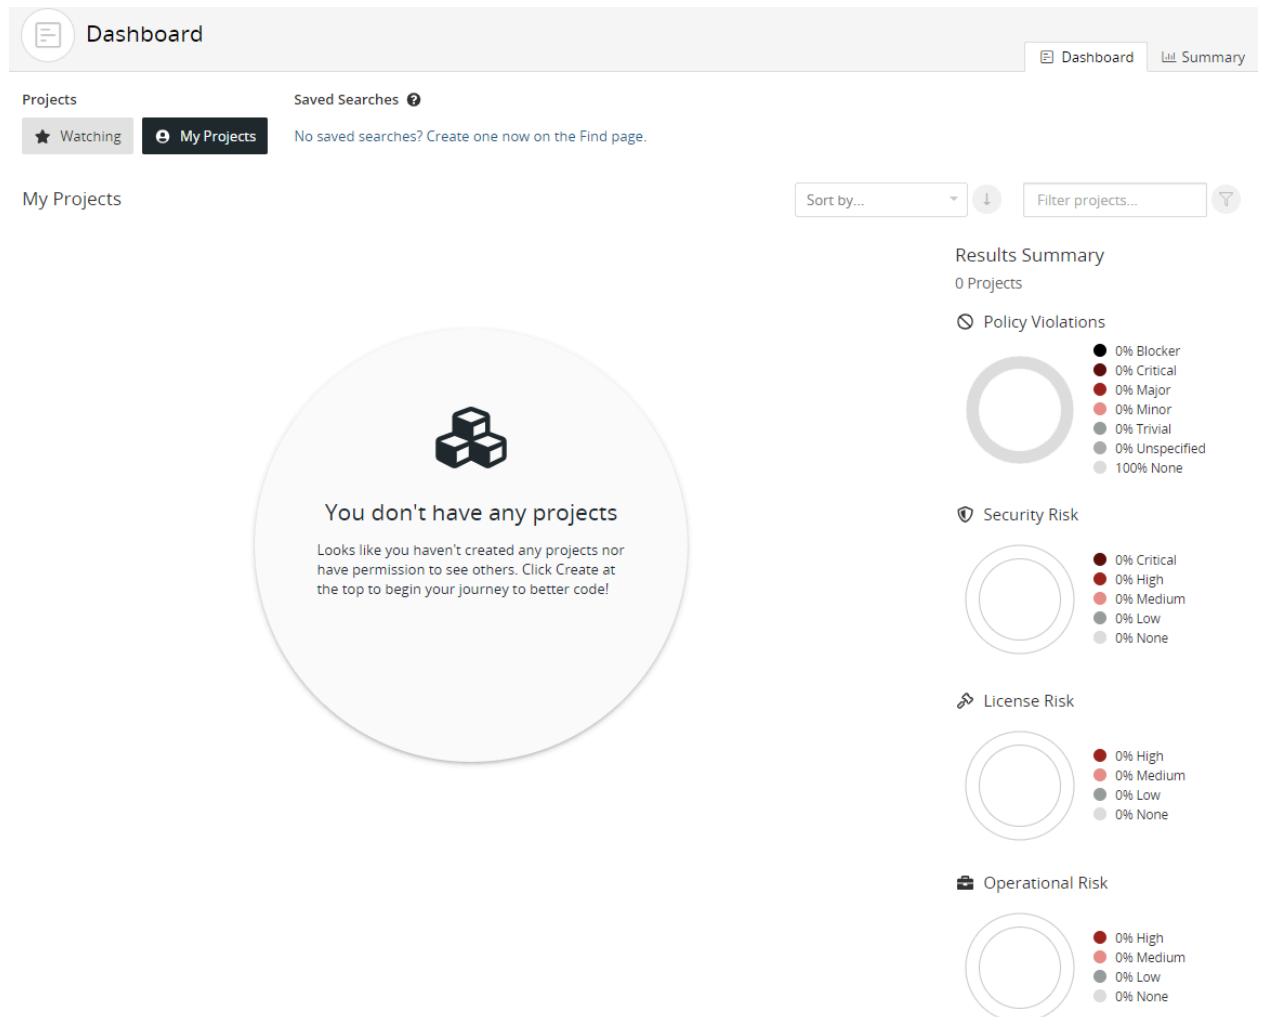 Dashboard
Dashboard
Summary
Projects
Saved Searches
Watching
My Projects
No saved searches? Create one now on the Find page.
My Projects
Sort by...
Filter projects...
Results Summary
0 Projects
Policy Violations
0% Blocker
0% Critical
0% Major
0% Minor
0% Trivial
0% Unspecified
100% None
You don't have any projects
Looks like you haven't created any projects nor
have permission to see others. Click Create at
the top to begin your journey to better code!
Security Risk
0% Critical
0% High
0% Medium
0% Low
0% None
License Risk
0% High
0% Medium
0% Low
0% None
Operational Risk
0% High
0% Medium
0% Low
0% None